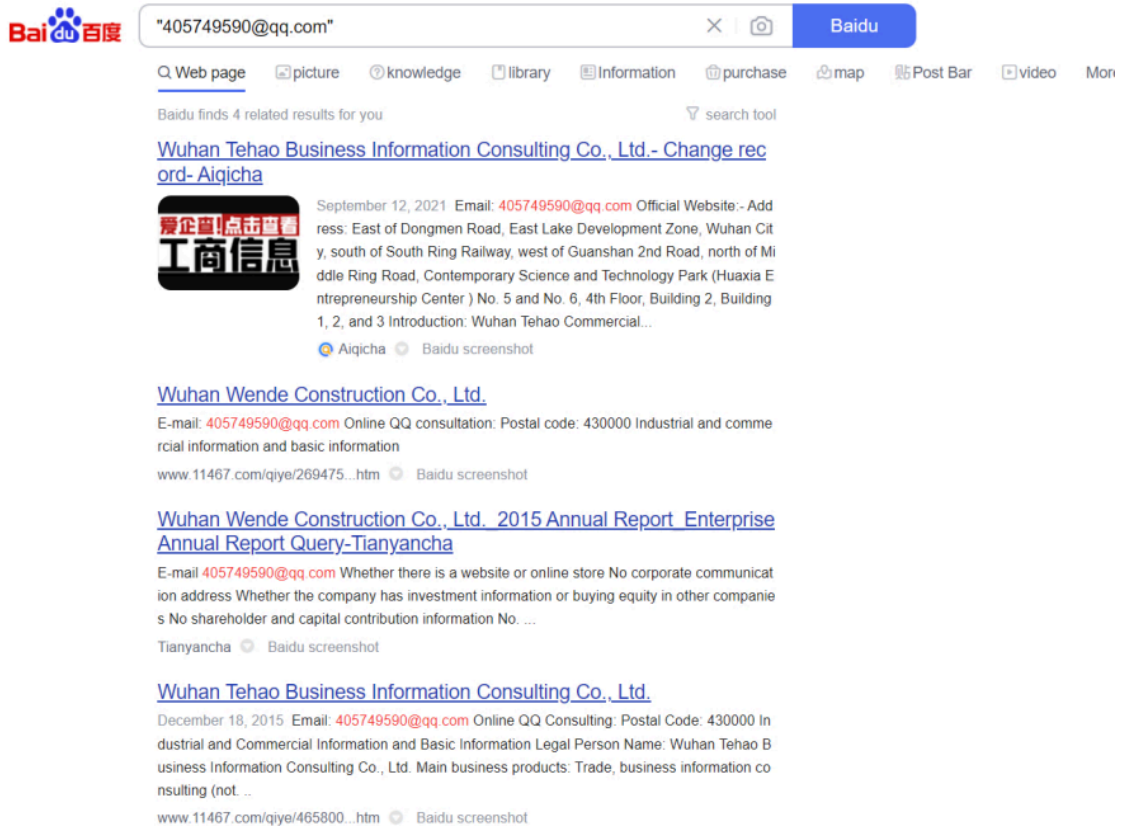 Bai du 百度
"405749590@qq.com"
Baidu
Web page picture knowledge library Information purchase map 贴 Post Bar video More
Baidu finds 4 related results for you search tool
Wuhan Tehao Business Information Consulting Co., Ltd.- Change rec
ord- Aiqicha
爱企查!点击查看
工商信息
September 12, 2021 Email: 405749590@qq.com Official Website:- Add
ress: East of Dongmen Road, East Lake Development Zone, Wuhan Cit
y, south of South Ring Railway, west of Guanshan 2nd Road, north of Mi
ddle Ring Road, Contemporary Science and Technology Park (Huaxia E
ntrepreneurship Center ) No. 5 and No. 6, 4th Floor, Building 2, Building
1, 2, and 3 Introduction: Wuhan Tehao Commercial...
Aiqicha Baidu screenshot
Wuhan Wende Construction Co., Ltd.
E-mail: 405749590@qq.com Online QQ consultation: Postal code: 430000 Industrial and comme
rcial information and basic information
www.11467.com/qiye/269475...htm Baidu screenshot
Wuhan Wende Construction Co., Ltd._2015 Annual Report_Enterprise
Annual Report Query-Tianyancha
E-mail 405749590@qq.com Whether there is a website or online store No corporate communicat
ion address Whether the company has investment information or buying equity in other companie
s No shareholder and capital contribution information No. ...
Tianyancha Baidu screenshot
Wuhan Tehao Business Information Consulting Co., Ltd.
December 18, 2015 Email: 405749590@qq.com Online QQ Consulting: Postal Code: 430000 In
dustrial and Commercial Information and Basic Information Legal Person Name: Wuhan Tehao B
usiness Information Consulting Co., Ltd. Main business products: Trade, business information co
nsulting (not. ..
www.11467.com/qiye/465800...htm Baidu screenshot